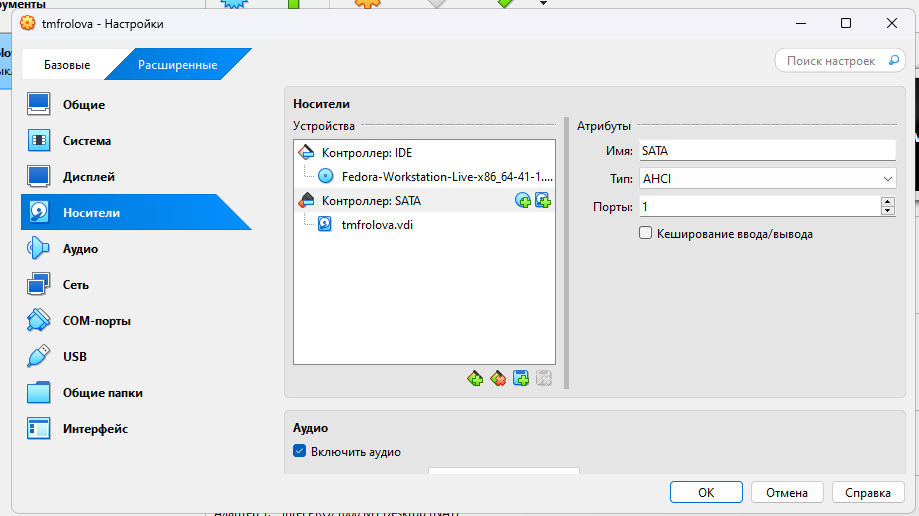 рументы
tmfrolova - Настройки
Базовые
Расширенные
Поиск настроек
Общие
Система
Дисплей
Носители
Аудио
Сеть
COM-порты
USB
Общие папки
Интерфейс
Носители
Устройства
Контроллер: IDE
Fedora-Workstation-Live-x86_64-41-1....
Контроллер: SATA
tmfrolova.vdi
Атрибуты
Имя: SATA
Тип: AHCI
Порты: 1
Кеширование ввода/вывода
Аудио
Включить аудио
OK
Отмена
Справка